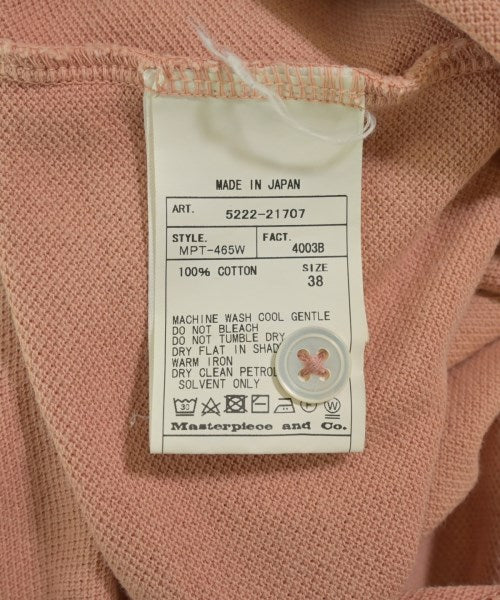 MADE IN JAPAN
ART. 5222-21707
STYLE. FACT.
MPT-465W 4003B
100% COTTON SIZE
38
MACHINE WASH COOL GENTLE
DO NOT BLEACH
DO NOT TUMBLE DRY
DRY FLAT IN
WARM IRON
DRY CLEAN
SOLVENT ONLY
30 W
Masterpiece and Co.